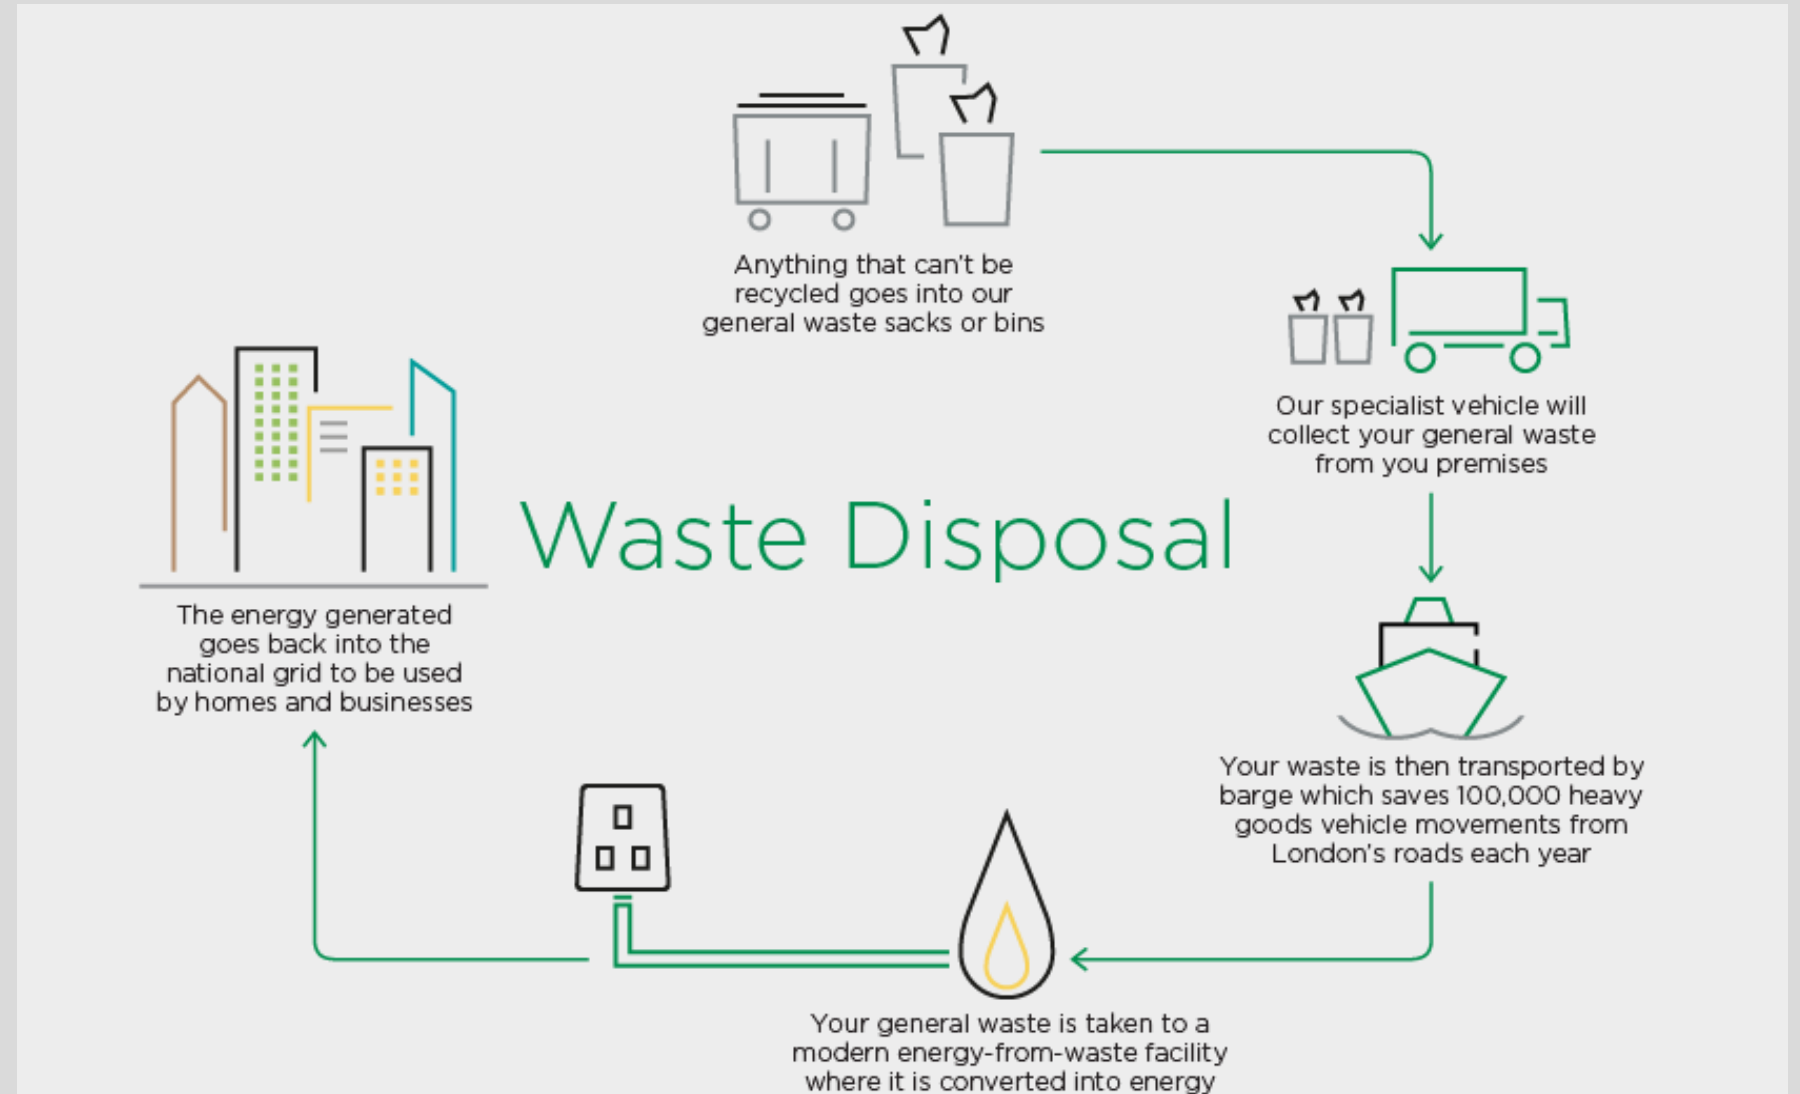 Anything that can't be
recycled goes into our
general waste sacks or bins
Our specialist vehicle will
collect your general waste
from you premises
Waste Disposal
The energy generated
goes back into the
national grid to be used
by homes and businesses
Your waste is then transported by
barge which saves 100,000 heavy
goods vehicle movements from
London's roads each year
Your general waste is taken to a
modern energy-from-waste facility
where it is converted into energy